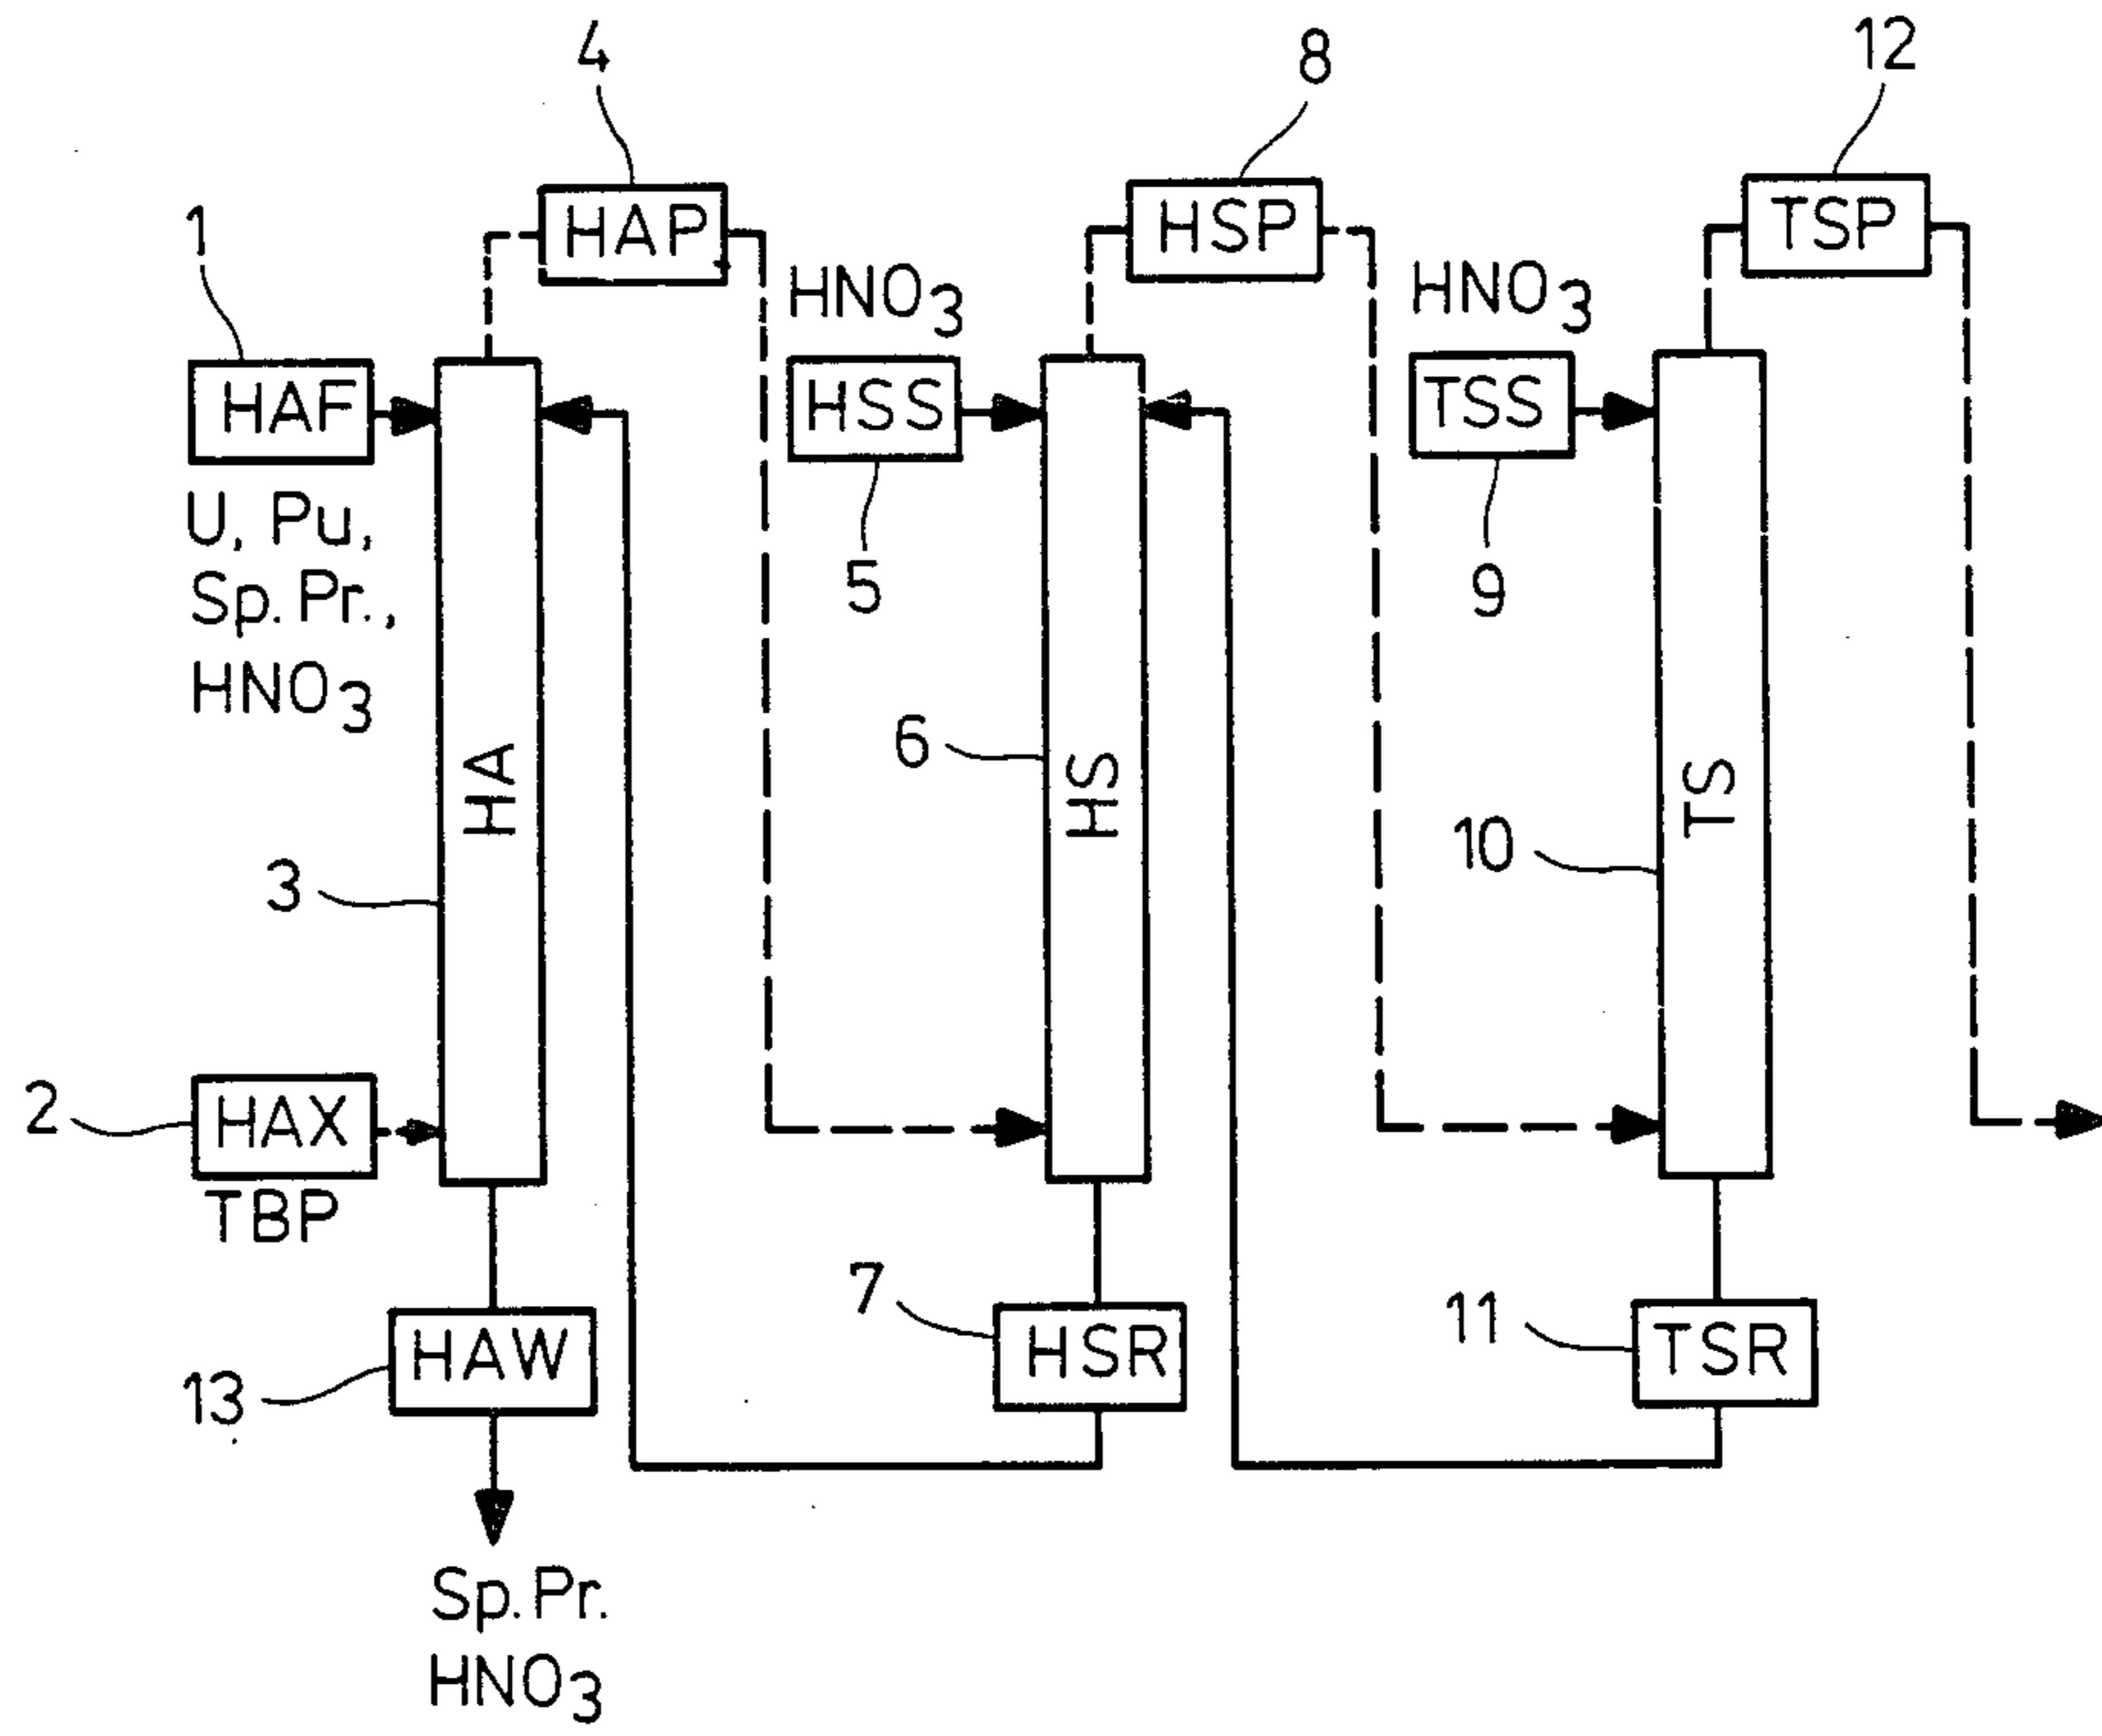 4
8
12
1
HAP
HSP
TSP
HNO₃
HNO₃
HAF
HSS
TSS
U, Pu,
Sp. Pr.,
HNO₃
5
9
HA
6
HS
TS
10
3
2
HAX
TBP
7
HSR
11
TSR
13
HAW
Sp. Pr.
HNO₃